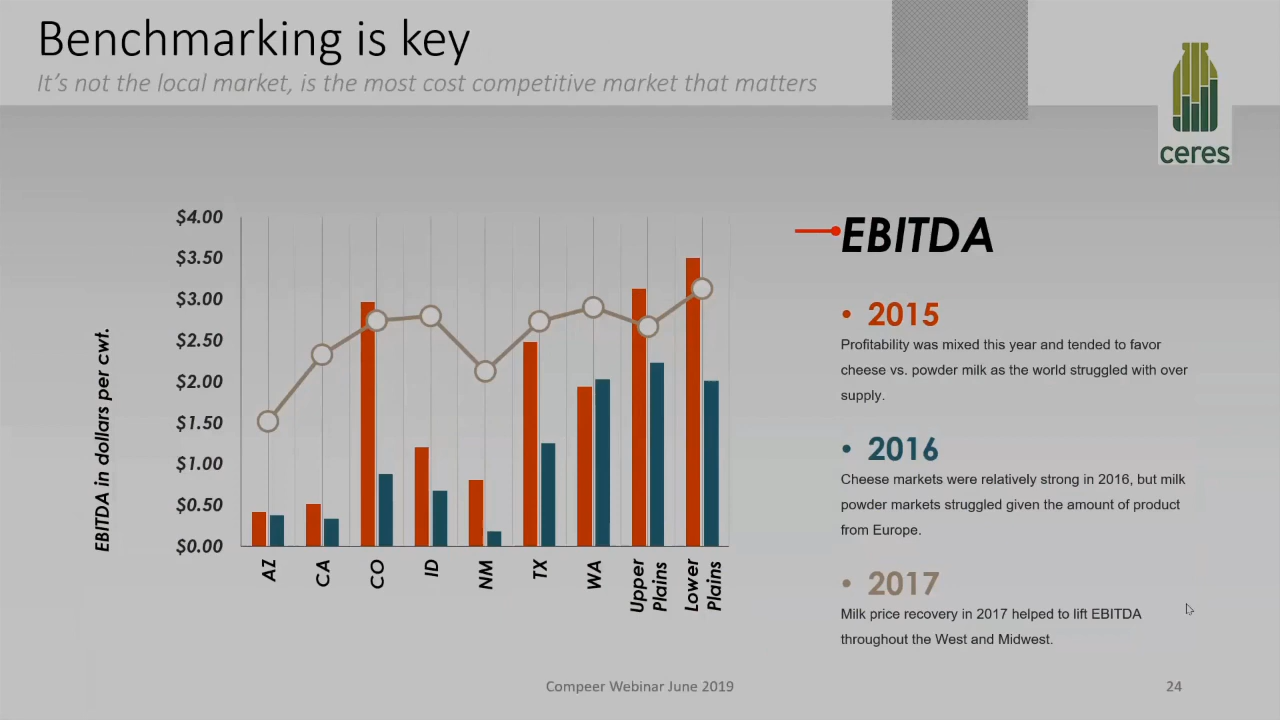 Benchmarking is key
It's not the local market, is the most cost competitive market that matters
ceres
EBITDA in dollars per cwt.
$4.00
$3.50
$3.00
$2.50
$2.00
$1.50
$1.00
$0.50
$0.00
AZ
CA
CO
ID
NM
TX
WA
Upper
Plains
Lower
Plains
EBITDA
• 2015
Profitability was mixed this year and tended to favor
cheese vs. powder milk as the world struggled with over
supply.
• 2016
Cheese markets were relatively strong in 2016, but milk
powder markets struggled given the amount of product
from Europe.
• 2017
Milk price recovery in 2017 helped to lift EBITDA
throughout the West and Midwest.
Compeer Webinar June 2019
24